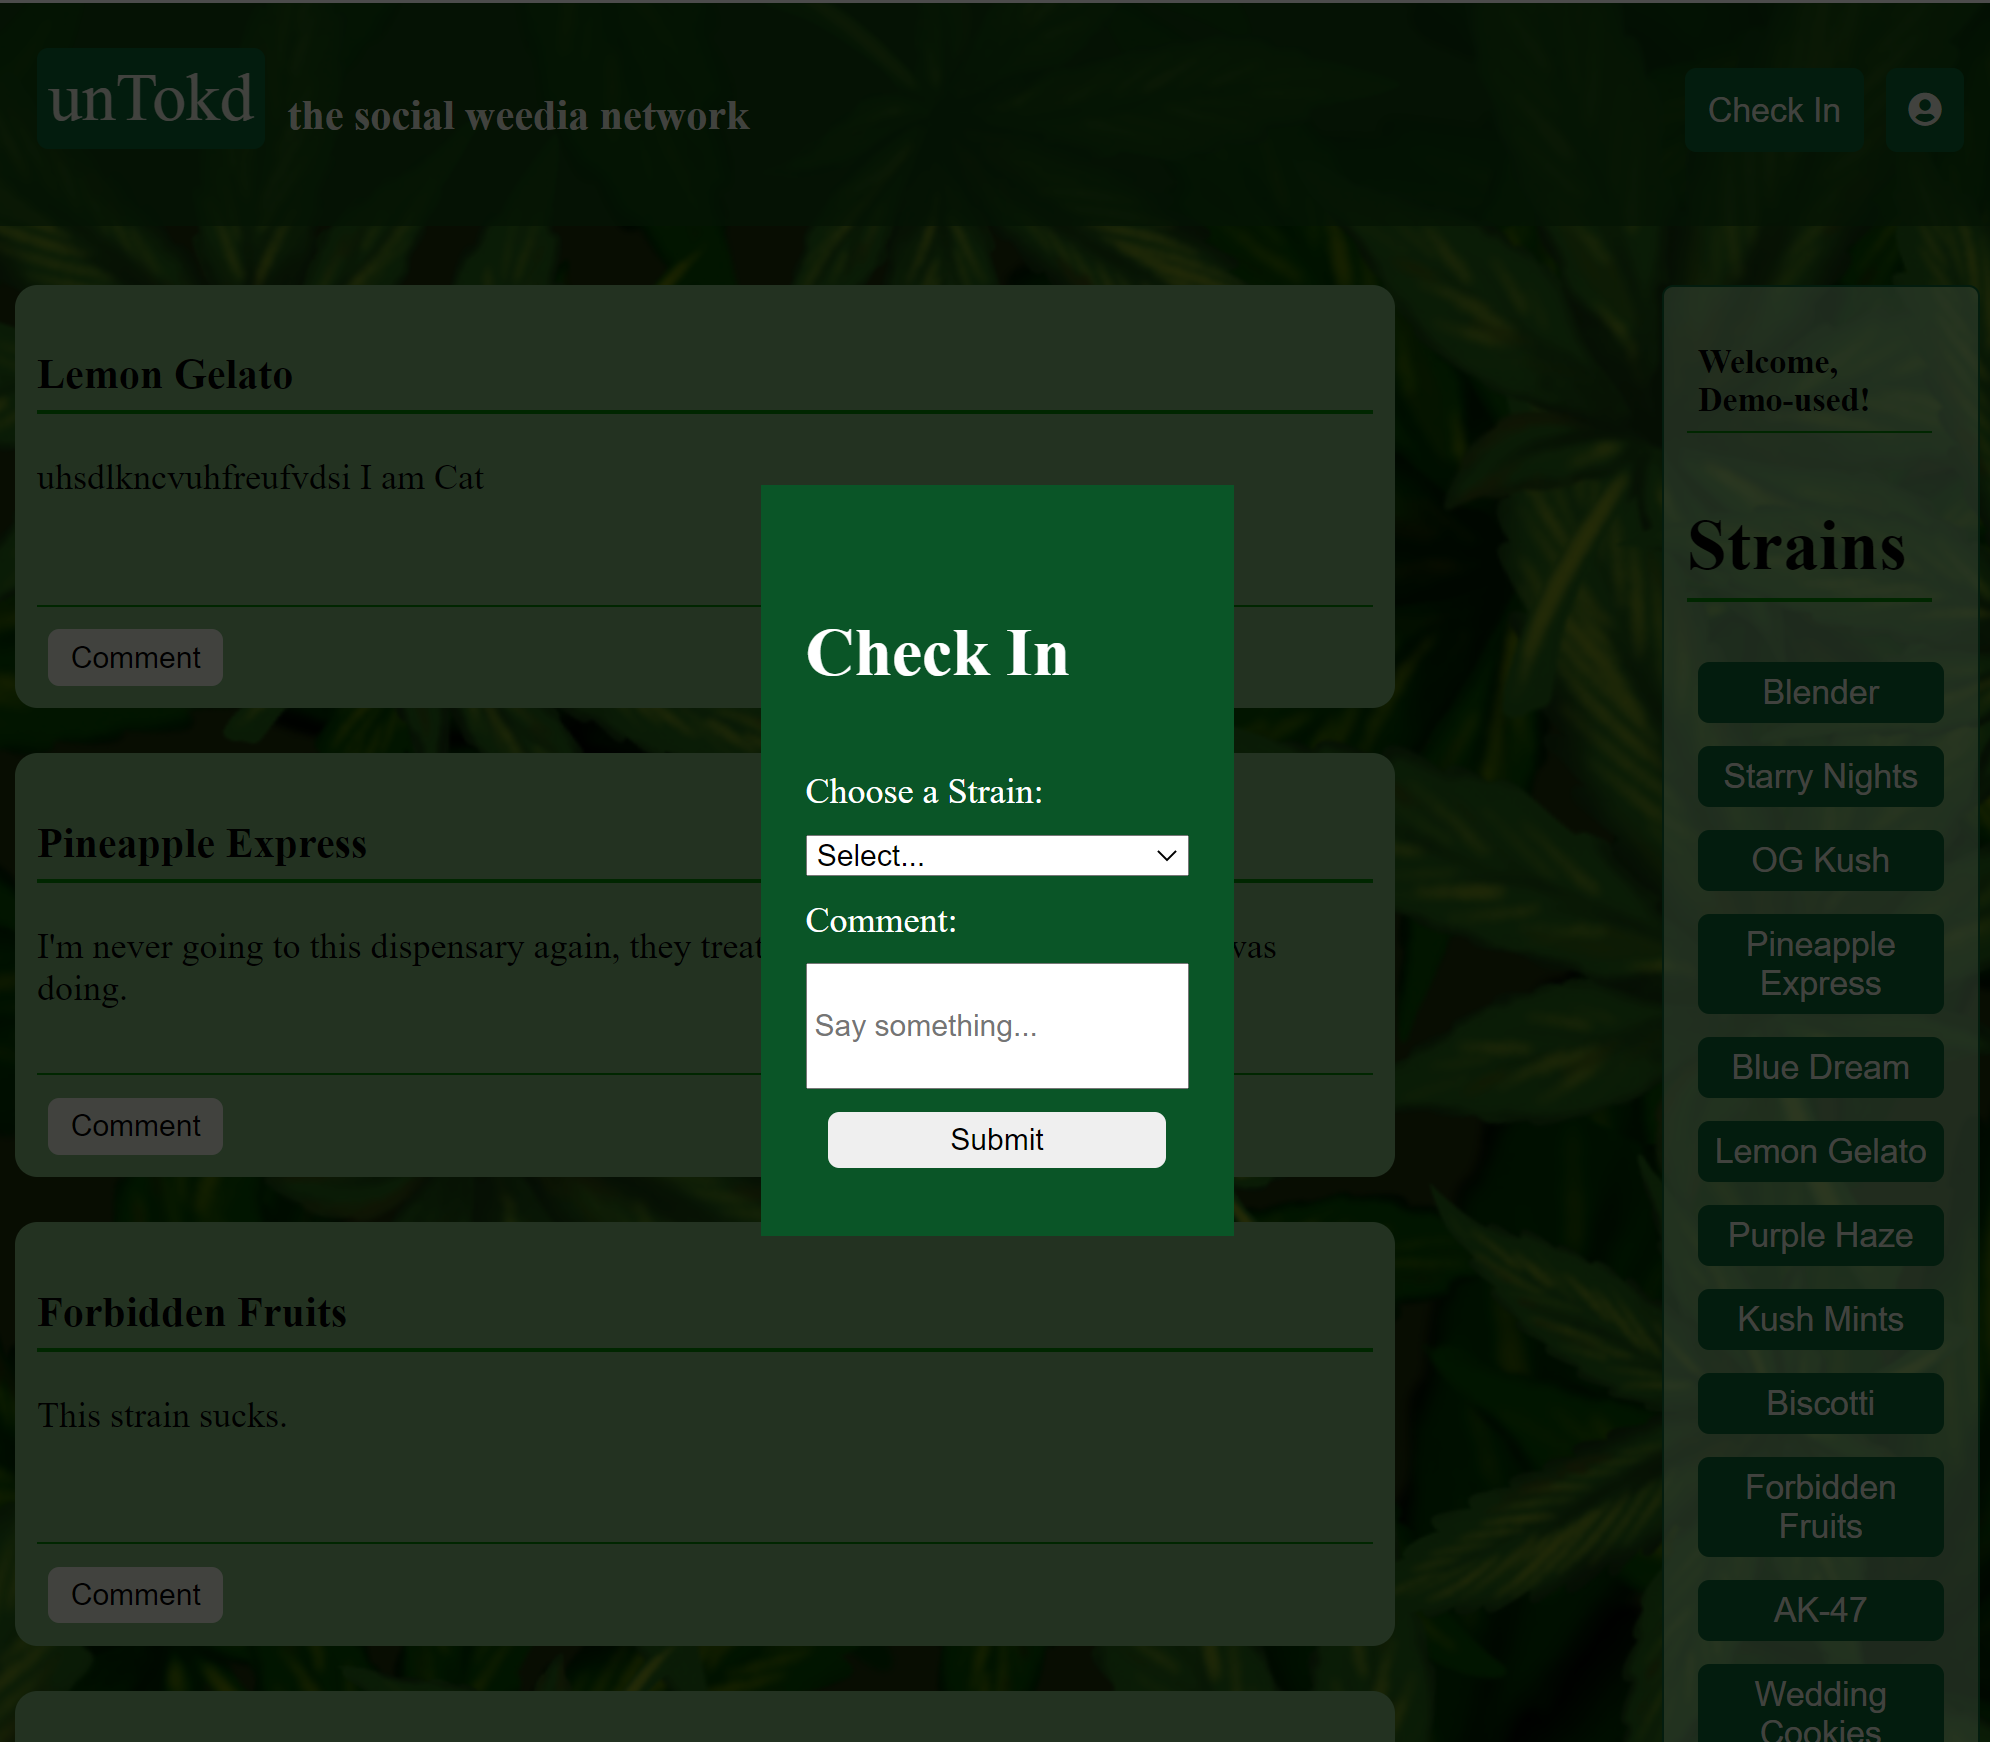 unTokd
the social weedia network
Check In
Lemon Gelato
uhsdlkncvuhfreufvdsi I am Cat
Comment
Pineapple Express
I'm never going to this dispensary again, they treat
vas
doing.
Comment
Forbidden Fruits
This strain sucks.
Comment
Check In
Choose a Strain:
Select...
Comment:
Say something...
Submit
Welcome,
Demo-used!
Strains
Blender
Starry Nights
OG Kush
Pineapple
Express
Blue Dream
Lemon Gelato
Purple Haze
Kush Mints
Biscotti
Forbidden
Fruits
AK-47
Wedding
Cookies